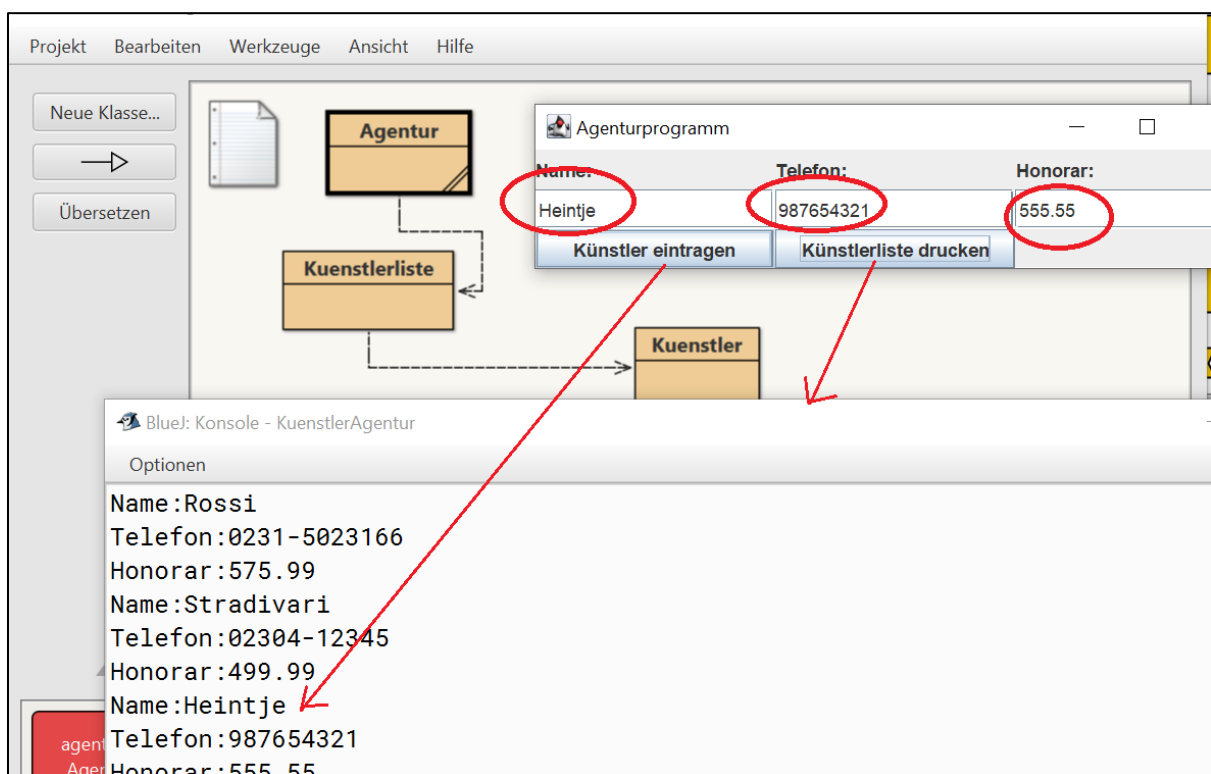 Projekt Bearbeiten Werkzeuge Ansicht Hilfe
Neue Klasse...
Übersetzen
Agentur
Kuenstlerliste
Kuenstler
Agenturprogramm
Name: Telefon: Honorar:
Heintje 987654321 555.55
Künstler eintragen Künstlerliste drucken
BlueJ: Konsole - KuenstlerAgentur
Optionen
Name:Rossi
Telefon:0231-5023166
Honorar:575.99
Name:Stradivari
Telefon:02304-12345
Honorar:499.99
Name:Heintje
Telefon:987654321
Honorar:555.55
agent
Agen